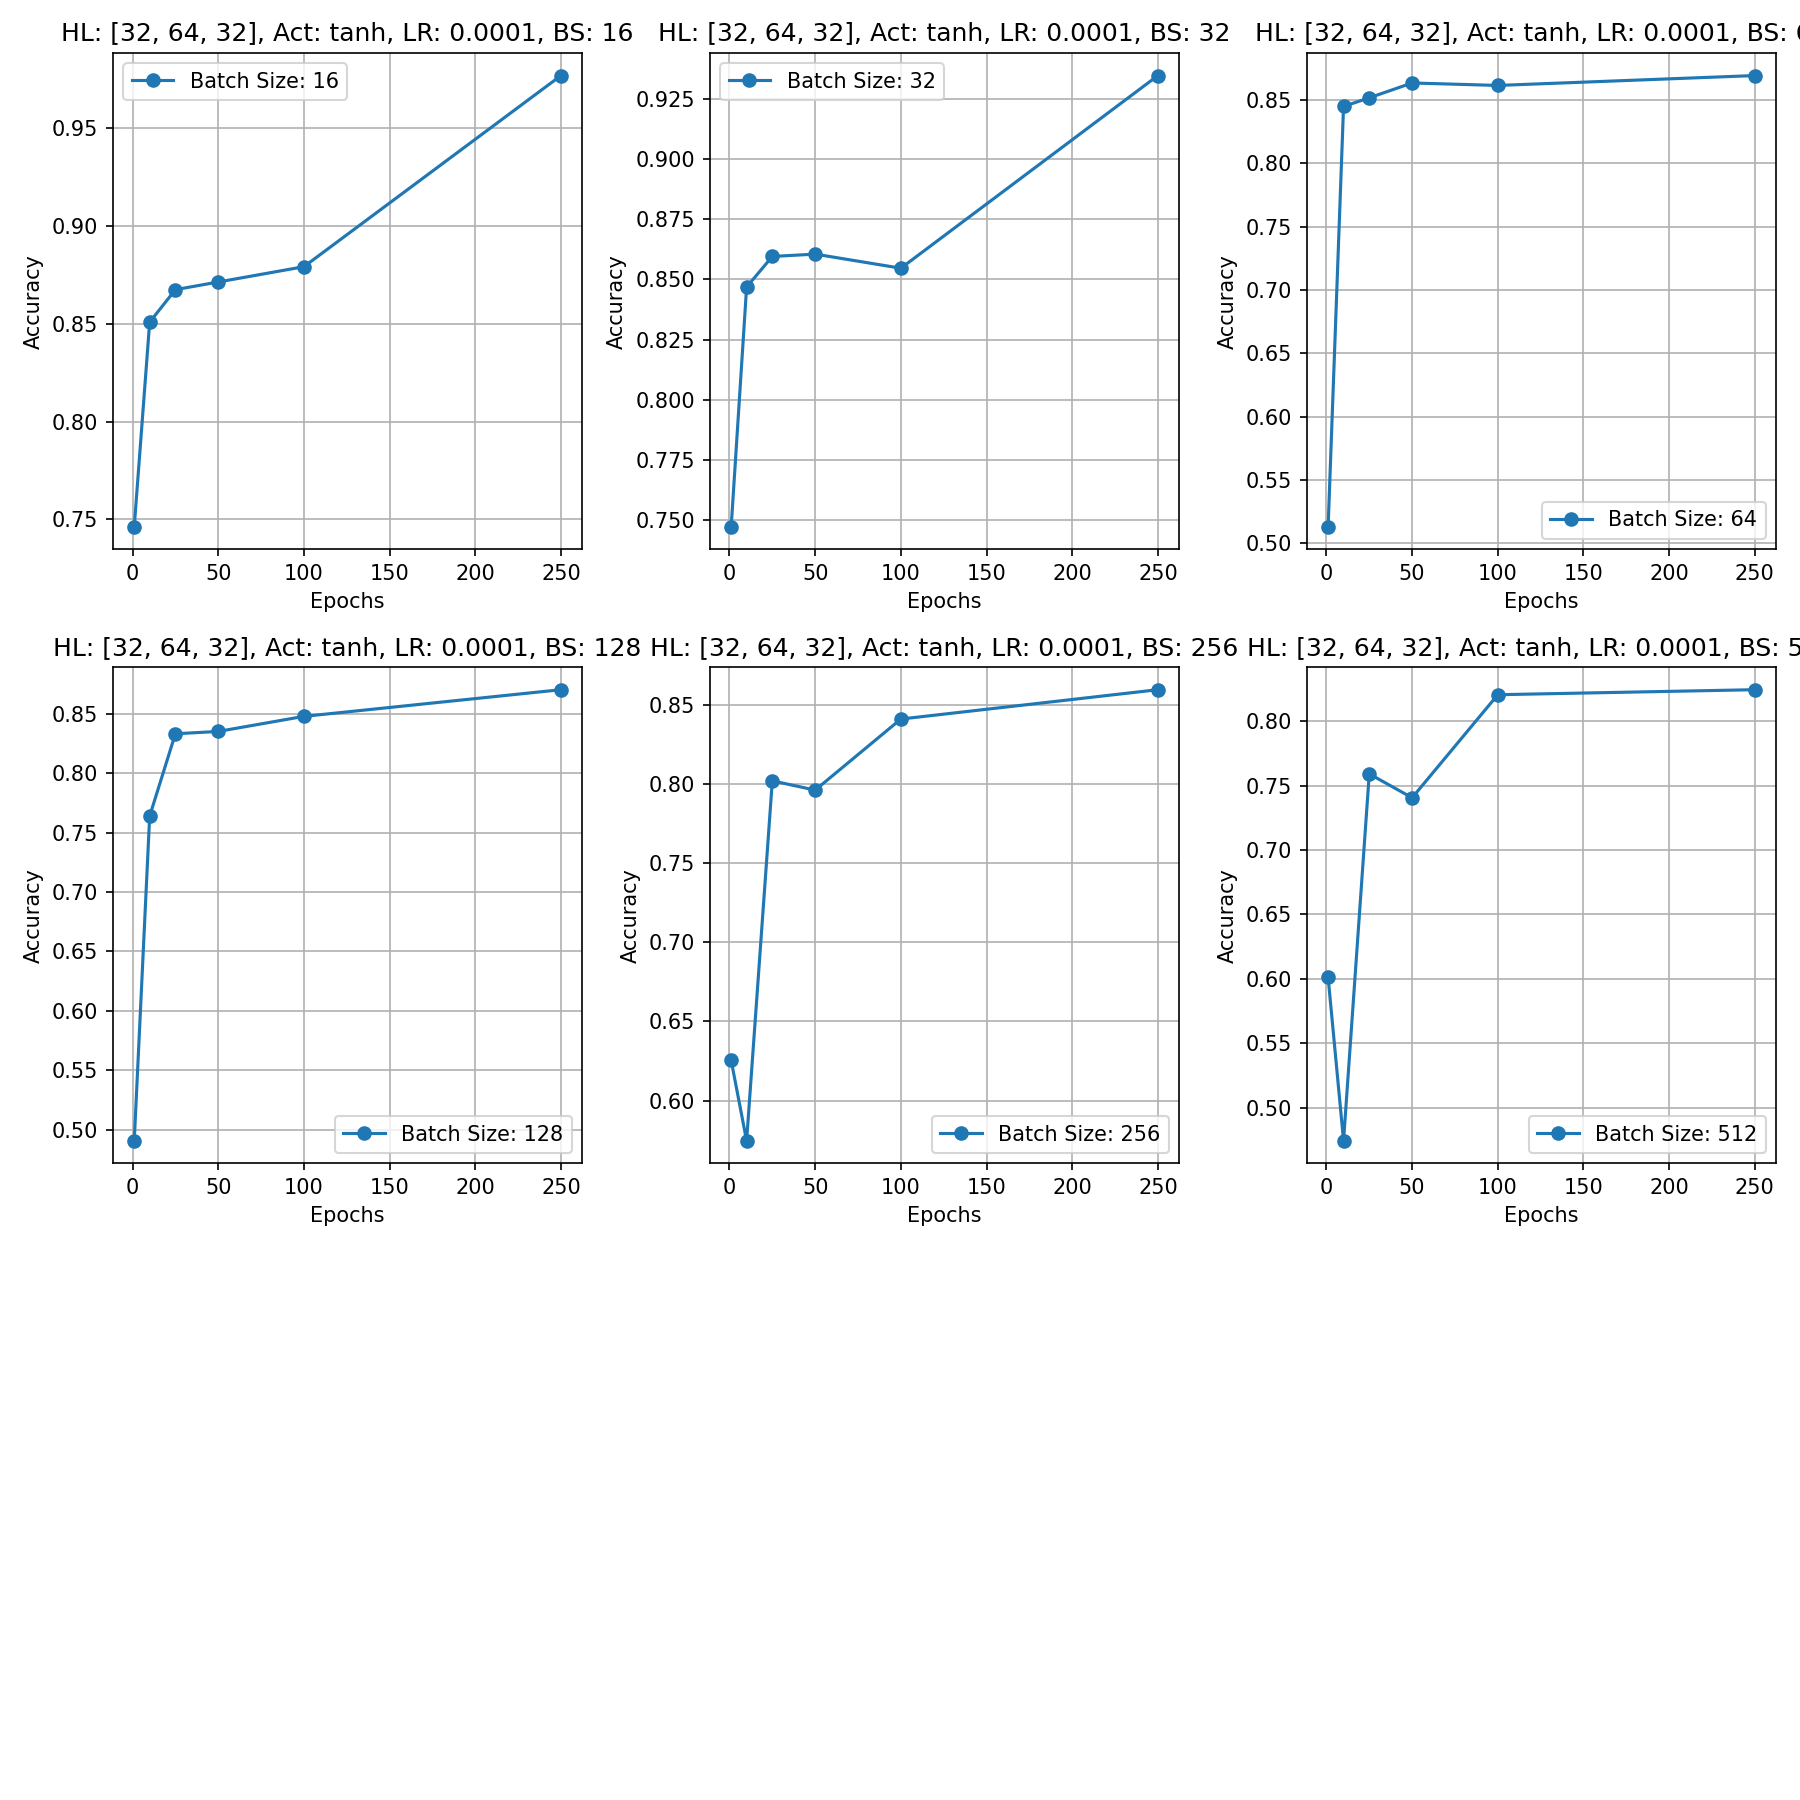 HL: [32, 64, 32], Act: tanh, LR: 0.0001, BS: 16
Batch Size: 16
0.95
0.90
0.85
0.80
0.75
Accuracy
0 50 100 150 200 250
Epochs
HL: [32, 64, 32], Act: tanh, LR: 0.0001, BS: 32
Batch Size: 32
0.925
0.900
0.875
0.850
0.825
0.800
0.775
0.750
Accuracy
0 50 100 150 200 250
Epochs
HL: [32, 64, 32], Act: tanh, LR: 0.0001, BS:
0.85
0.80
0.75
0.70
0.65
0.60
0.55
0.50
Accuracy
Batch Size: 64
0 50 100 150 200 250
Epochs
HL: [32, 64, 32], Act: tanh, LR: 0.0001, BS: 128
0.85
0.80
0.75
0.70
0.65
0.60
0.55
0.50
Accuracy
Batch Size: 128
0 50 100 150 200 250
Epochs
HL: [32, 64, 32], Act: tanh, LR: 0.0001, BS: 256
0.85
0.80
0.75
0.70
0.65
0.60
Accuracy
Batch Size: 256
0 50 100 150 200 250
Epochs
HL: [32, 64, 32], Act: tanh, LR: 0.0001, BS: 5
0.80
0.75
0.70
0.65
0.60
0.55
0.50
Accuracy
Batch Size: 512
0 50 100 150 200 250
Epochs